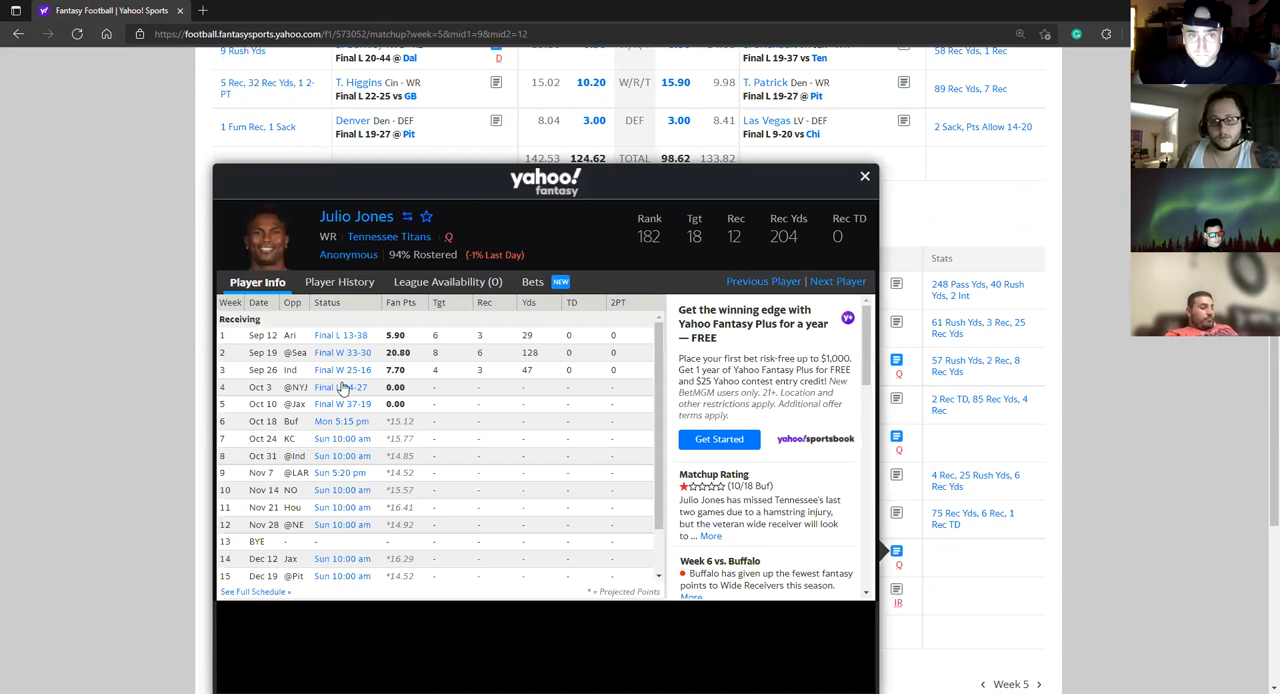 Fantasy Football | Yahoo! Sports
https://football.fantasysports.yahoo.com/f1/573052/matchup?week=5&mid1=9&mid2=12
9 Rush Yds
Final L 20-44 @ Dal
D
Final L 19-37 vs Ten
58 Rec Yds, 1 Rec
5 Rec, 32 Rec Yds, 1 2-PT
T. Higgins Cin - WR
Final L 22-25 vs GB
15.02 10.20 W/R/T 15.90 9.98
T. Patrick Den - WR
Final L 19-27 @ Pit
89 Rec Yds, 7 Rec
1 Fum Rec, 1 Sack
Denver Den - DEF
Final L 19-27 @ Pit
8.04 3.00 DEF 3.00 8.41
Las Vegas LV - DEF
Final L 9-20 vs Chi
2 Sack, Pts Allow 14-20
142.53 124.62 TOTAL 98.62 133.82
yahoo!
fantasy
Julio Jones
WR Tennessee Titans Q
Anonymous 94% Rostered (-1% Last Day)
Rank Tgt Rec Rec Yds Rec TD
182 18 12 204 0
Player Info Player History League Availability (0) Bets NEW
Previous Player | Next Player
Week Date Opp Status Fan Pts Tgt Rec Yds TD 2PT
Receiving
1 Sep 12 Ari Final L 13-38 5.90 6 3 29 0 0
2 Sep 19 @Sea Final W 33-30 20.80 8 6 128 0 0
3 Sep 26 Ind Final W 25-16 7.70 4 3 47 0 0
4 Oct 3 @NYJ Final 4-27 0.00 - - - - -
5 Oct 10 @Jax Final W 37-19 0.00 - - - - -
6 Oct 18 Buf Mon 5:15 pm *15.12 - - - - -
7 Oct 24 KC Sun 10:00 am *15.77 - - - - -
8 Oct 31 @Ind Sun 10:00 am *14.85 - - - - -
9 Nov 7 @LAR Sun 5:20 pm *14.52 - - - - -
10 Nov 14 NO Sun 10:00 am *15.57 - - - - -
11 Nov 21 Hou Sun 10:00 am *16.41 - - - - -
12 Nov 28 @NE Sun 10:00 am *14.92 - - - - -
13 BYE - - - - - - - -
14 Dec 12 Jax Sun 10:00 am *16.29 - - - - -
15 Dec 19 @Pit Sun 10:00 am *14.52 - - - - -
See Full Schedule »
* = Projected Points
Get the winning edge with
Yahoo Fantasy Plus for a year
— FREE
Y+
Place your first bet risk-free up to $1,000.
Get 1 year of Yahoo Fantasy Plus for FREE
and $25 Yahoo contest entry credit! New
BetMGM users only. 21+. Location and
other restrictions apply. Additional offer
terms apply.
Get Started
yahoo!sportsbook
Matchup Rating
(10/18 Buf)
Julio Jones has missed Tennessee's last
two games due to a hamstring injury,
but the veteran wide receiver will look
to ... More
Week 6 vs. Buffalo
Buffalo has given up the fewest fantasy
points to Wide Receivers this season.
More
Stats
248 Pass Yds, 40 Rush
Yds, 2 Int
61 Rush Yds, 3 Rec, 25
Rec Yds
57 Rush Yds, 2 Rec, 8
Rec Yds
Q
2 Rec TD, 85 Rec Yds, 4
Rec
Q
4 Rec, 25 Rush Yds, 6
Rec Yds
75 Rec Yds, 6 Rec, 1
Rec TD
Q
IR
Week 5